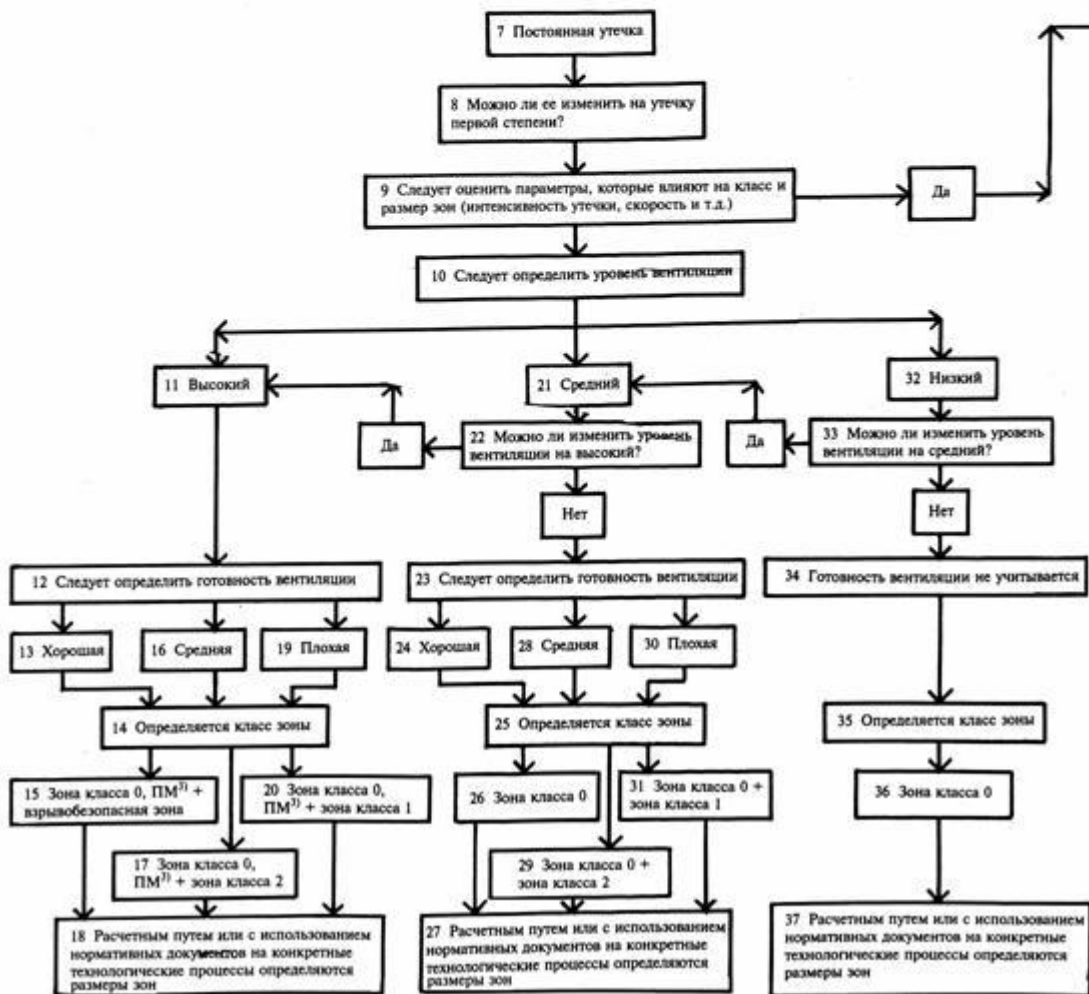 7 Постоянная утечка
8 Можно ли ее изменить на утечку
первой степени?
9 Следует оценить параметры, которые влияют на класс и
размер зон (интенсивность утечки, скорость и т.д.)
Да
10 Следует определить уровень вентиляции
11 Высокий
21 Средний
32 Низкий
Да
22 Можно ли изменить уровень
вентиляции на высокий?
Да
33 Можно ли изменить уровень
вентиляции на средний?
Нет
Нет
12 Следует определить готовность вентиляции
23 Следует определить готовность вентиляции
34 Готовность вентиляции не учитывается
13 Хорошая
16 Средняя
19 Плохая
24 Хорошая
28 Средняя
30 Плохая
14 Определяется класс зоны
25 Определяется класс зоны
35 Определяется класс зоны
15 Зона класса 0, ПМ³⁾ +
взрывобезопасная зона
20 Зона класса 0,
ПМ³⁾ + зона класса 1
26 Зона класса 0
31 Зона класса 0 +
зона класса 1
36 Зона класса 0
17 Зона класса 0,
ПМ³⁾ + зона класса 2
29 Зона класса 0 +
зона класса 2
18 Расчетным путем или с использованием
нормативных документов на конкретные
технологические процессы определяются
размеры зон
27 Расчетным путем или с использованием
нормативных документов на конкретные
технологические процессы определяются
размеры зон
37 Расчетным путем или с использованием
нормативных документов на конкретные
технологические процессы определяются
размеры зон